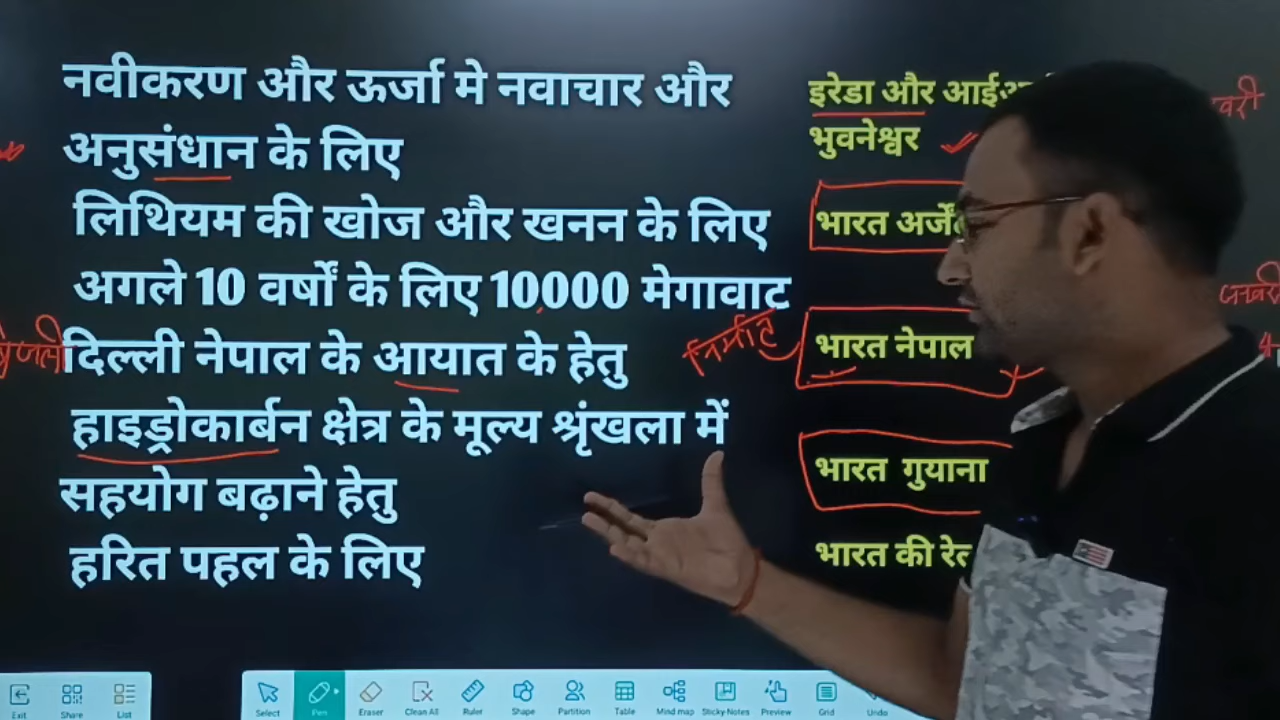 नवीकरण और ऊर्जा मे नवाचार और
अनुसंधान के लिए
लिथियम की खोज और खनन के लिए
अगले 10 वर्षों के लिए 10000 मेगावाट
दिल्ली नेपाल के आयात के हेतु
हाइड्रोकार्बन क्षेत्र के मूल्य श्रृंखला में
सहयोग बढ़ाने हेतु
हरित पहल के लिए
इरेडा और
भुवनेश्वर
भारत
निर्यात
भारत नेपाल
भारत गुयाना
भारत की
Exit
Share
List
Select
Pen
Eraser
Clean All
Ruler
Shape
Partition
Table
Mind map
Sticky Notes
Preview
Grid
Undo